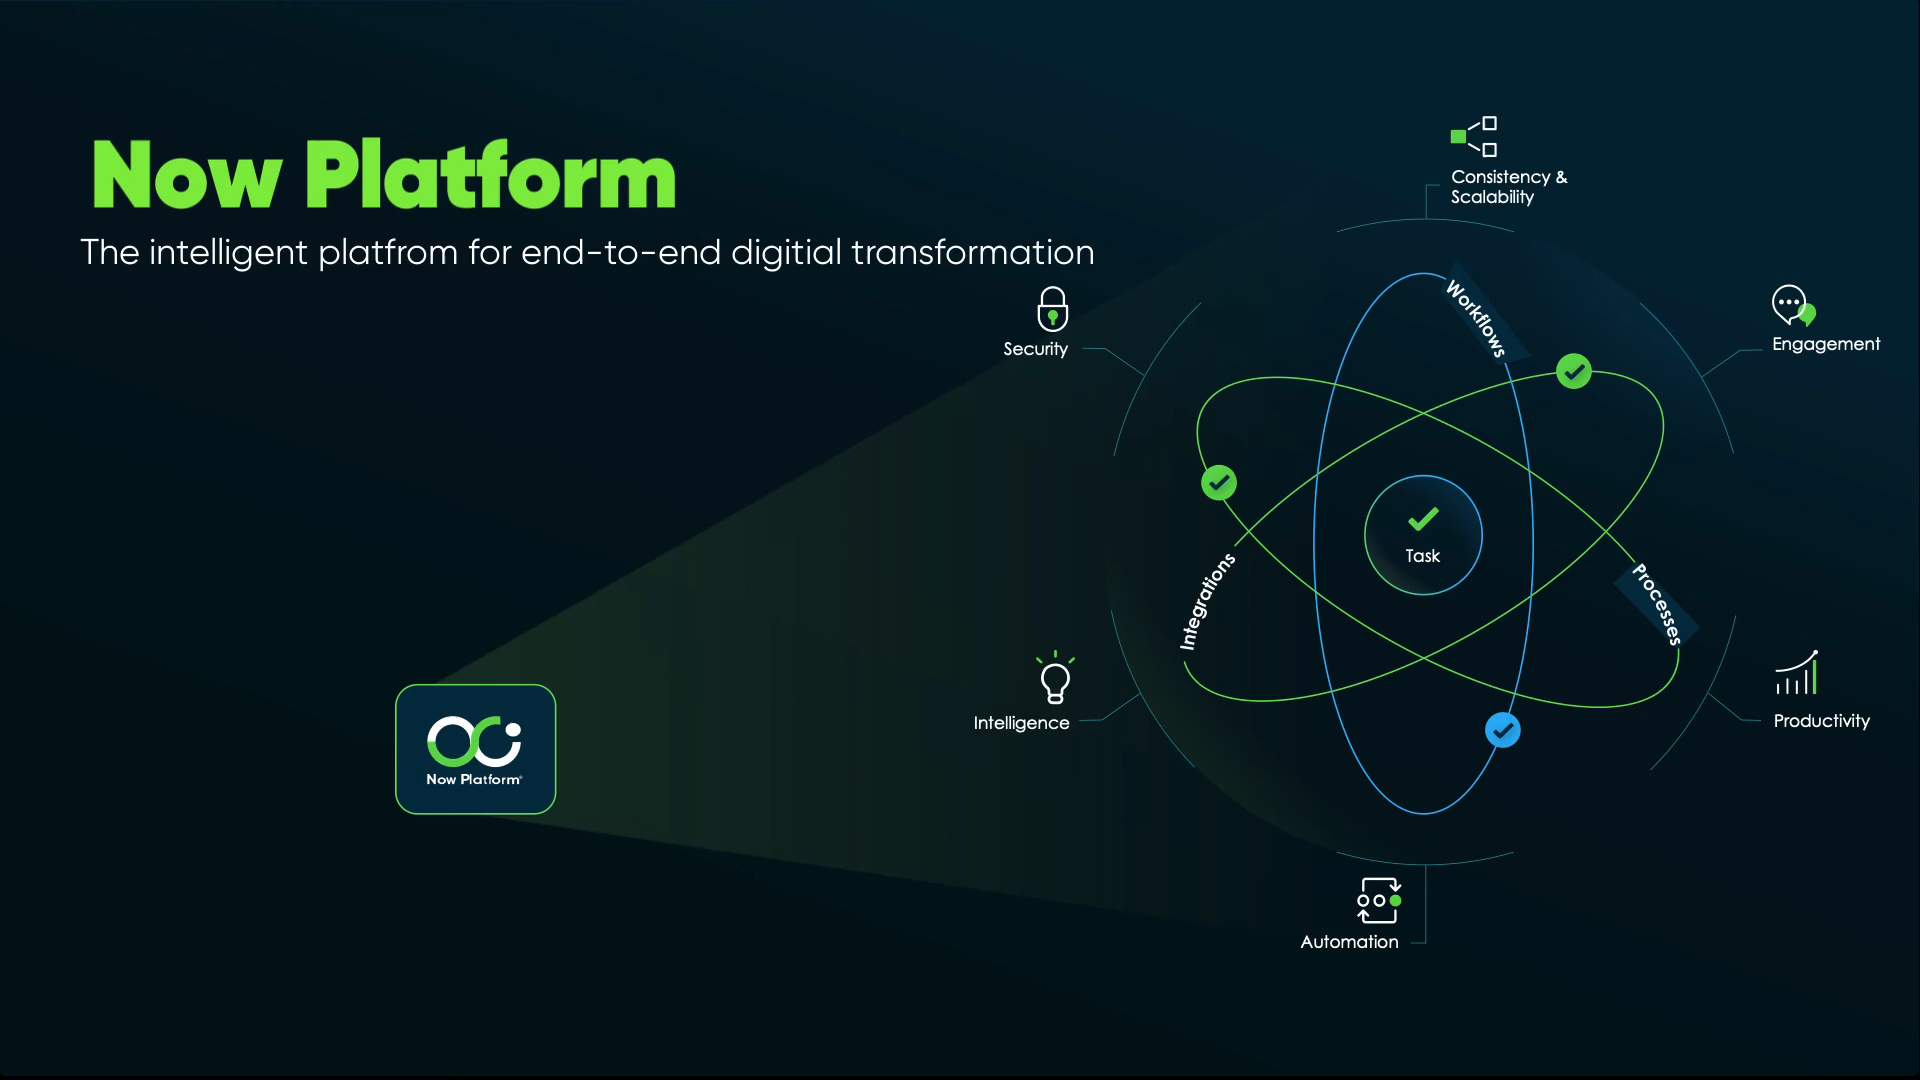 Now Platform
The intelligent platfrom for end-to-end digitial transformation
Consistency &
Scalability
Security
Engagement
Workflows
Task
Integrations
Processes
Intelligence
Productivity
Now Platform®
Automation